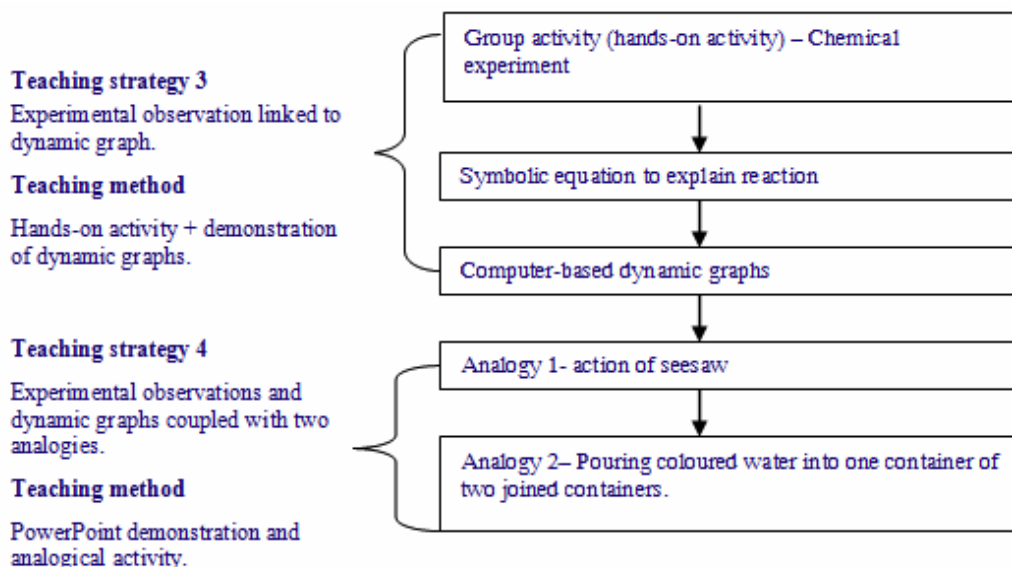 Teaching strategy 3
Experimental observation linked to
dynamic graph.
Teaching method
Hands-on activity + demonstration
of dynamic graphs.
Group activity (hands-on activity) – Chemical
experiment
Symbolic equation to explain reaction
Computer-based dynamic graphs
Teaching strategy 4
Experimental observations and
dynamic graphs coupled with two
analogies.
Teaching method
PowerPoint demonstration and
analogical activity.
Analogy 1- action of seesaw
Analogy 2– Pouring coloured water into one container of
two joined containers.